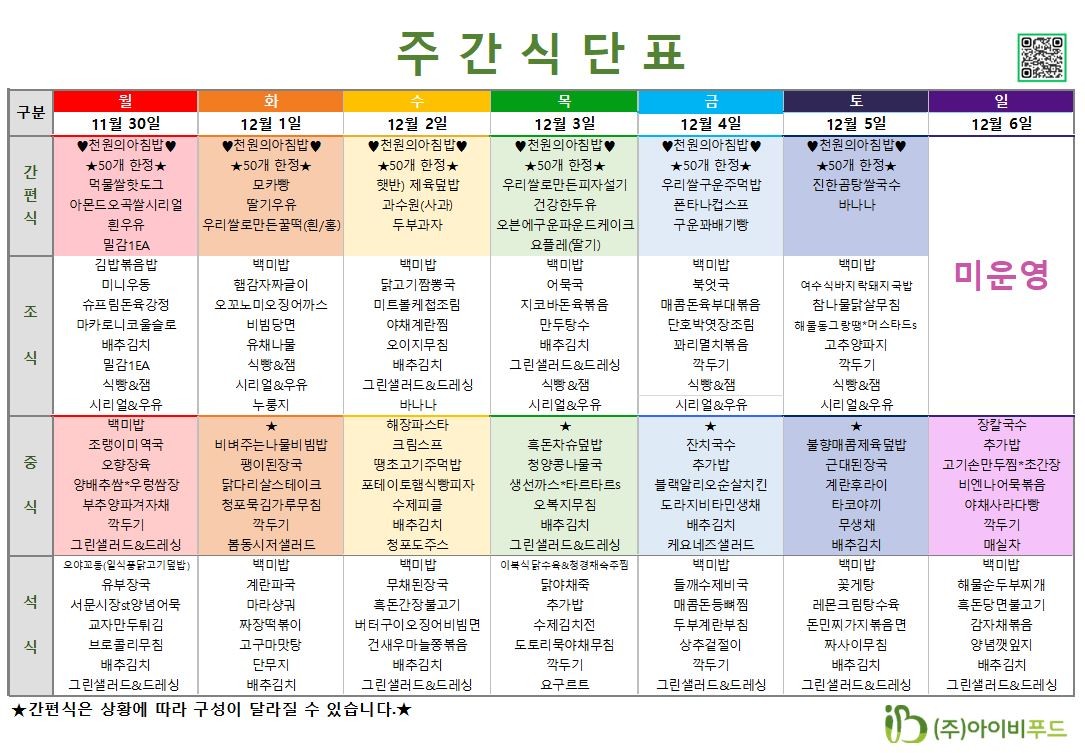 주 간 식 단 표
구분 월 화 수 목 금 토 일
11월 30일 12월 1일 12월 2일 12월 3일 12월 4일 12월 5일 12월 6일
간편식
♥천원의아침밥♥ ♥천원의아침밥♥ ♥천원의아침밥♥ ♥천원의아침밥♥ ♥천원의아침밥♥ ♥천원의아침밥♥
★50개 한정★ ★50개 한정★ ★50개 한정★ ★50개 한정★ ★50개 한정★ ★50개 한정★
먹물쌀핫도그 모카빵 햇반) 제육덮밥 우리쌀로만든피자설기 우리쌀구운주먹밥 진한곰탕쌀국수
아몬드오곡쌀시리얼 딸기우유 과수원(사과) 건강한두유 폰타나컵스프 바나나
흰우유 우리쌀로만든꿀떡(흰/홍) 두부과자 오븐에구운파운드케이크 구운꽈배기빵
밀감1EA 요플레(딸기)
미운영
조식
김밥볶음밥 백미밥 백미밥 백미밥 백미밥 백미밥
미니우동 햄감자짜글이 닭고기짬뽕국 어묵국 북엇국 여수식바지락돼지국밥
슈프림돈육강정 오꼬노미오징어까스 미트볼케첩조림 지코바돈육볶음 매콤돈육부대볶음 참나물닭살무침
마카로니코울슬로 비빔당면 야채계란찜 만두탕수 단호박엿장조림 해물동그랑땡*머스타드s
배추김치 유채나물 오이지무침 배추김치 꽈리멸치볶음 고추양파지
밀감1EA 식빵&잼 배추김치 그린샐러드&드레싱 깍두기 깍두기
식빵&잼 시리얼&우유 그린샐러드&드레싱 식빵&잼 식빵&잼 식빵&잼
시리얼&우유 누룽지 바나나 시리얼&우유 시리얼&우유 시리얼&우유
중식
백미밥 ★ 해장파스타 ★ ★ ★ 장칼국수
조랭이미역국 비벼주는나물비빔밥 크림스프 흑돈차슈덮밥 잔치국수 불향매콤제육덮밥 추가밥
오향장육 팽이된장국 땡초고기주먹밥 청양콩나물국 추가밥 근대된장국 고기손만두찜*초간장
양배추쌈*우렁쌈장 닭다리살스테이크 포테이토햄식빵피자 생선까스*타르타르s 블랙알리오순살치킨 계란후라이 비엔나어묵볶음
부추양파겨자채 청포묵김가루무침 수제피클 오복지무침 도라지비타민생채 타코야끼 야채사라다빵
깍두기 깍두기 배추김치 배추김치 배추김치 무생채 깍두기
그린샐러드&드레싱 봄동시저샐러드 청포도주스 그린샐러드&드레싱 케요네즈샐러드 배추김치 매실차
석식
오야꼬동(일식풍닭고기덮밥) 백미밥 백미밥 이북식닭수육&청경채숙주찜 백미밥 백미밥 백미밥
유부장국 계란파국 무채된장국 닭야채죽 들깨수제비국 꽃게탕 해물순두부찌개
서문시장st양념어묵 마라샹궈 흑돈간장불고기 추가밥 매콤돈등뼈찜 레몬크림탕수육 흑돈당면불고기
교자만두튀김 짜장떡볶이 버터구이오징어비빔면 수제김치전 두부계란부침 돈민찌가지볶음면 감자채볶음
브로콜리무침 고구마맛탕 건새우마늘쫑볶음 도토리묵야채무침 상추겉절이 짜사이무침 양념깻잎지
배추김치 단무지 배추김치 깍두기 깍두기 배추김치 배추김치
그린샐러드&드레싱 배추김치 그린샐러드&드레싱 요구르트 그린샐러드&드레싱 그린샐러드&드레싱 그린샐러드&드레싱
★간편식은 상황에 따라 구성이 달라질 수 있습니다.★
(주)아이비푸드